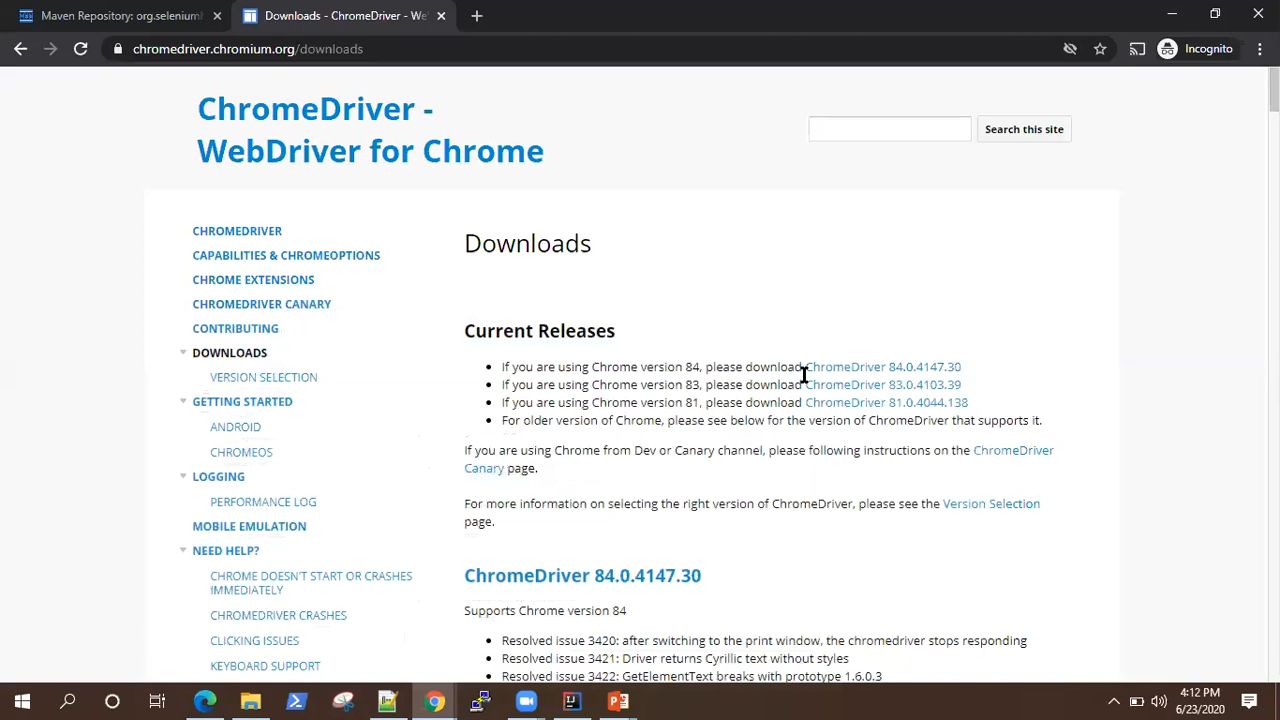 Maven Repository: org.seleniumh
Downloads - ChromeDriver - We
chromedriver.chromium.org/downloads
Incognito
ChromeDriver -
WebDriver for Chrome
Search this site
CHROMEDRIVER
CAPABILITIES & CHROMEOPTIONS
CHROME EXTENSIONS
CHROMEDRIVER CANARY
CONTRIBUTING
DOWNLOADS
VERSION SELECTION
GETTING STARTED
ANDROID
CHROMEOS
LOGGING
PERFORMANCE LOG
MOBILE EMULATION
NEED HELP?
CHROME DOESN'T START OR CRASHES
IMMEDIATELY
CHROMEDRIVER CRASHES
CLICKING ISSUES
KEYBOARD SUPPORT
Downloads
Current Releases
If you are using Chrome version 84, please download ChromeDriver 84.0.4147.30
If you are using Chrome version 83, please download ChromeDriver 83.0.4103.39
If you are using Chrome version 81, please download ChromeDriver 81.0.4044.138
For older version of Chrome, please see below for the version of ChromeDriver that supports it.
If you are using Chrome from Dev or Canary channel, please following instructions on the ChromeDriver
Canary page.
For more information on selecting the right version of ChromeDriver, please see the Version Selection
page.
ChromeDriver 84.0.4147.30
Supports Chrome version 84
Resolved issue 3420: after switching to the print window, the chromedriver stops responding
Resolved issue 3421: Driver returns Cyrillic text without styles
Resolved issue 3422: GetElementText breaks with prototype 1.6.0.3
4:12 PM
6/23/2020